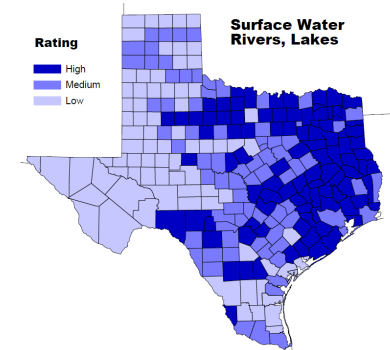 Surface Water
Rivers, Lakes
Rating
High
Medium
Low